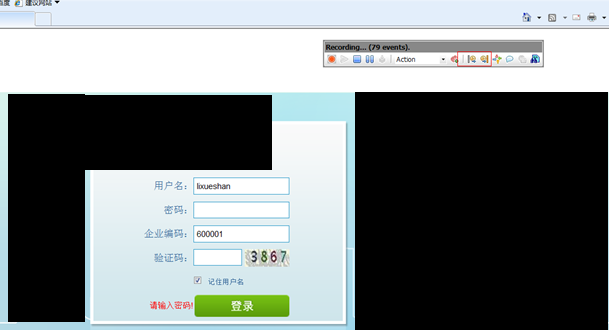 建议网站
Recording... (79 events).
Action
用户名：
lixueshan
密码：
企业编码：
600001
验证码：
3867
记住用户名
请输入密码!
登录